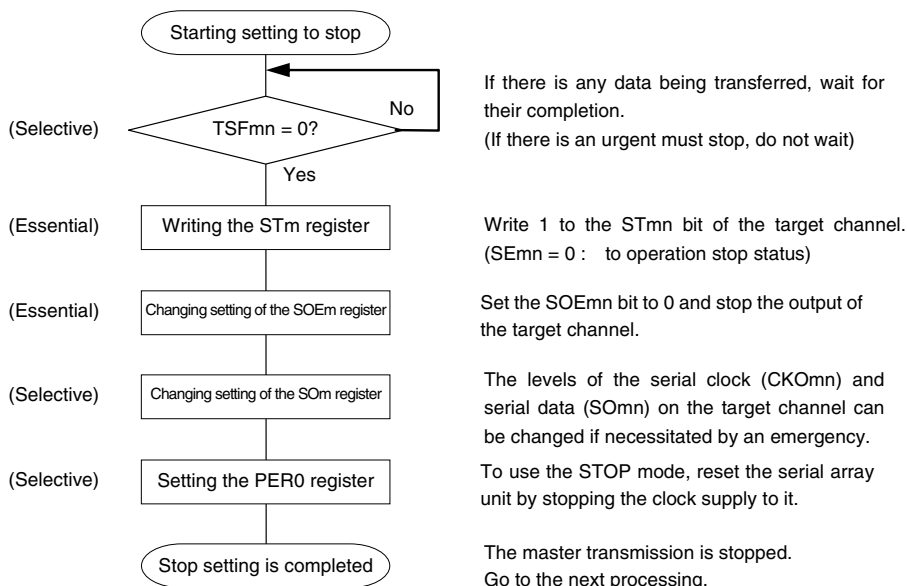 Starting setting to stop
No
If there is any data being transferred, wait for
their completion.
(If there is an urgent must stop, do not wait)
(Selective)
TSFmn = 0?
Yes
(Essential)
Writing the STm register
Write 1 to the STmn bit of the target channel.
(SEmn = 0 : to operation stop status)
(Essential)
Changing setting of the SOEm register
Set the SOEmn bit to 0 and stop the output of
the target channel.
(Selective)
Changing setting of the SOm register
The levels of the serial clock (CKOmn) and
serial data (SOmn) on the target channel can
be changed if necessitated by an emergency.
(Selective)
Setting the PER0 register
To use the STOP mode, reset the serial array
unit by stopping the clock supply to it.
Stop setting is completed
The master transmission is stopped.
Go to the next processing.